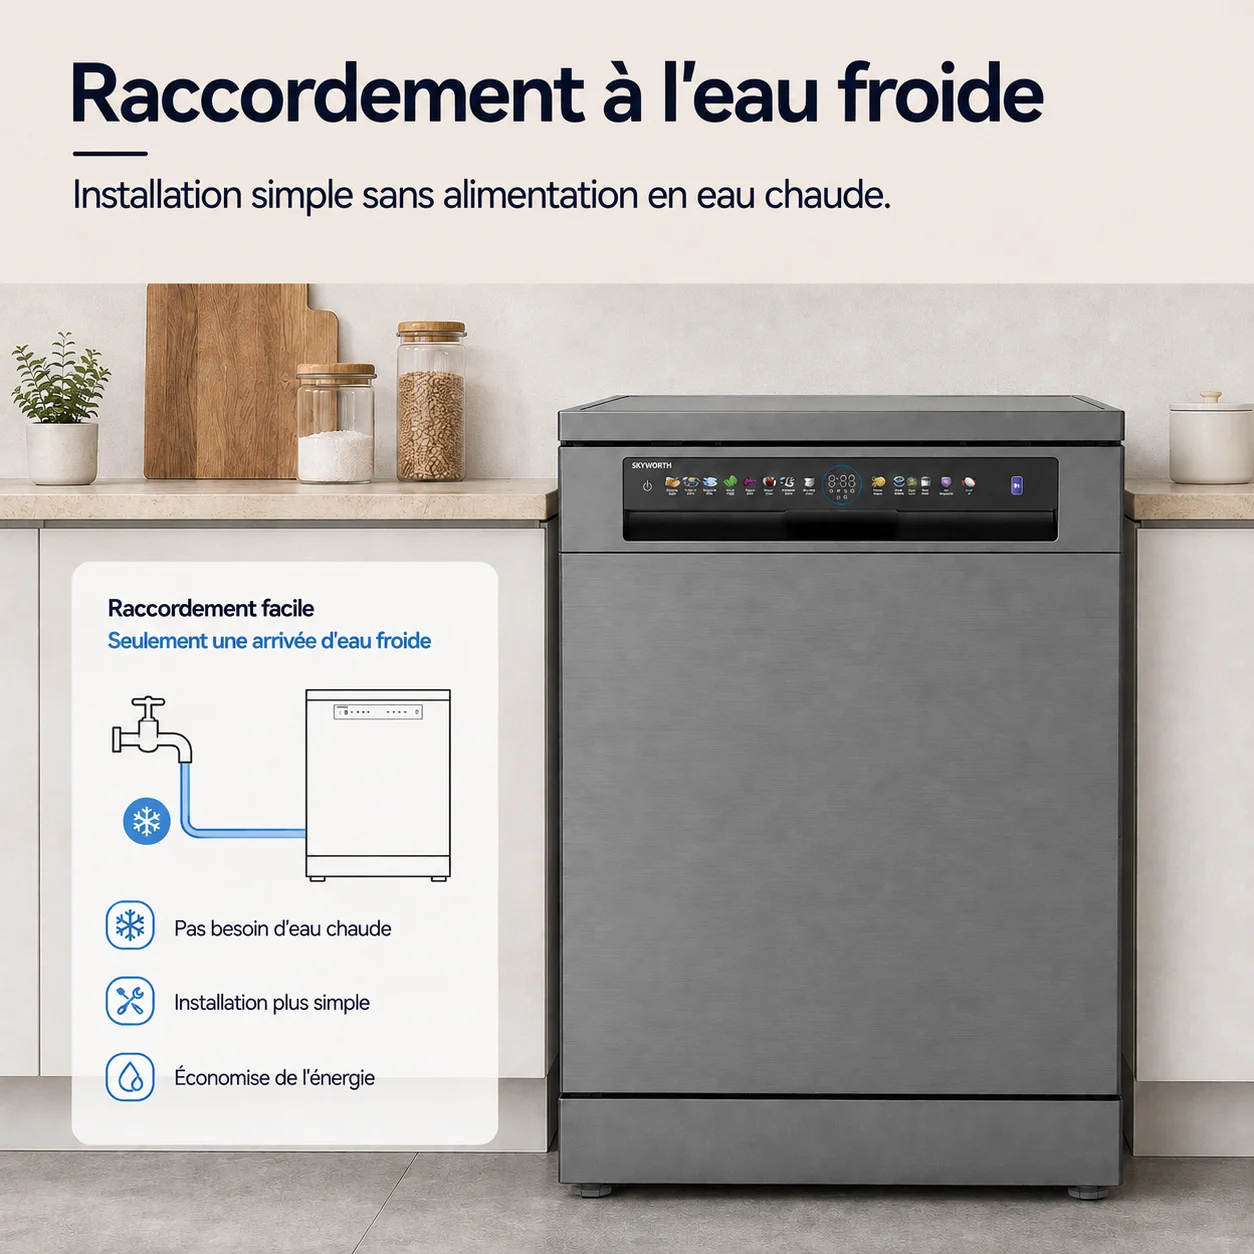 Raccordement à l'eau froide
Installation simple sans alimentation en eau chaude.
SKYWORTH
Raccordement facile
Seulement une arrivée d'eau froide
Pas besoin d'eau chaude
Installation plus simple
Économise de l'énergie